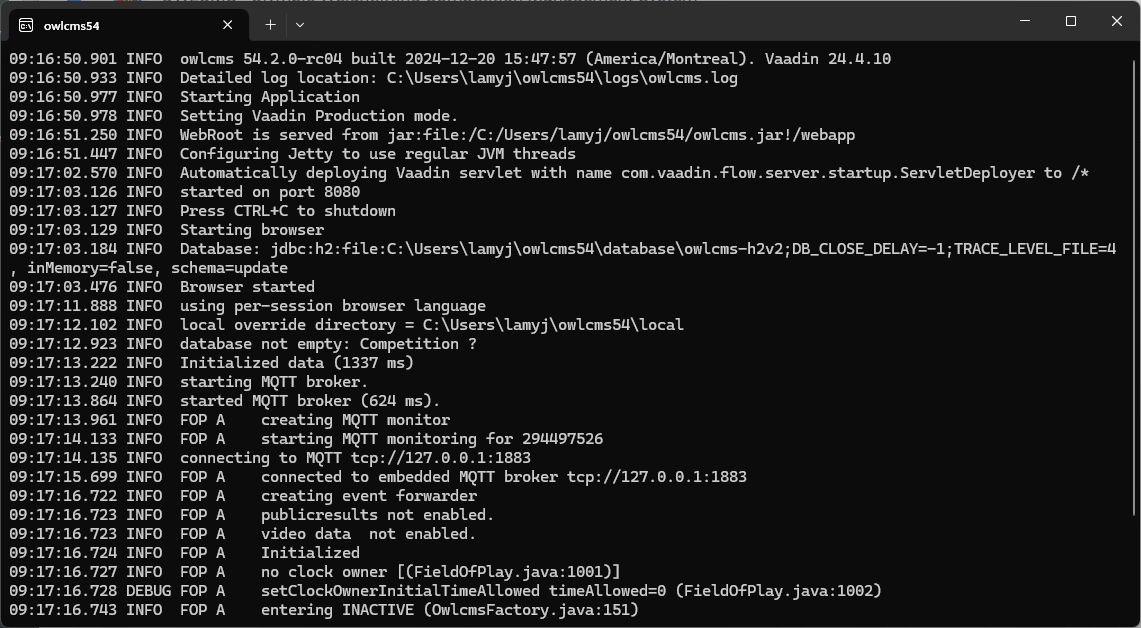 owlcms54
09:16:50.901 INFO  owlcms 54.2.0-rc04 built 2024-12-20 15:47:57 (America/Montreal). Vaadin 24.4.10
09:16:50.933 INFO  Detailed log location: C:\Users\lamyj\owlcms54\logs\owlcms.log
09:16:50.977 INFO  Starting Application
09:16:50.978 INFO  Setting Vaadin Production mode.
09:16:51.250 INFO  WebRoot is served from jar:file:/C:/Users/lamyj/owlcms54/owlcms.jar!/webapp
09:16:51.447 INFO  Configuring Jetty to use regular JVM threads
09:17:02.570 INFO  Automatically deploying Vaadin servlet with name com.vaadin.flow.server.startup.ServletDeployer to /*
09:17:03.126 INFO  started on port 8080
09:17:03.127 INFO  Press CTRL+C to shutdown
09:17:03.129 INFO  Starting browser
09:17:03.184 INFO  Database: jdbc:h2:file:C:\Users\lamyj\owlcms54\database\owlcms-h2v2;DB_CLOSE_DELAY=-1;TRACE_LEVEL_FILE=4
, inMemory=false, schema=update
09:17:03.476 INFO  Browser started
09:17:11.888 INFO  using per-session browser language
09:17:12.102 INFO  local override directory = C:\Users\lamyj\owlcms54\local
09:17:12.923 INFO  database not empty: Competition ?
09:17:13.222 INFO  Initialized data (1337 ms)
09:17:13.240 INFO  starting MQTT broker.
09:17:13.864 INFO  started MQTT broker (624 ms).
09:17:13.961 INFO  FOP A    creating MQTT monitor
09:17:14.133 INFO  FOP A    starting MQTT monitoring for 294497526
09:17:14.135 INFO  connecting to MQTT tcp://127.0.0.1:1883
09:17:15.699 INFO  FOP A    connected to embedded MQTT broker tcp://127.0.0.1:1883
09:17:16.722 INFO  FOP A    creating event forwarder
09:17:16.723 INFO  FOP A    publicresults not enabled.
09:17:16.723 INFO  FOP A    video data  not enabled.
09:17:16.724 INFO  FOP A    Initialized
09:17:16.727 INFO  FOP A    no clock owner [(FieldOfPlay.java:1001)]
09:17:16.728 DEBUG FOP A    setClockOwnerInitialTimeAllowed timeAllowed=0 (FieldOfPlay.java:1002)
09:17:16.743 INFO  FOP A    entering INACTIVE (OwlcmsFactory.java:151)